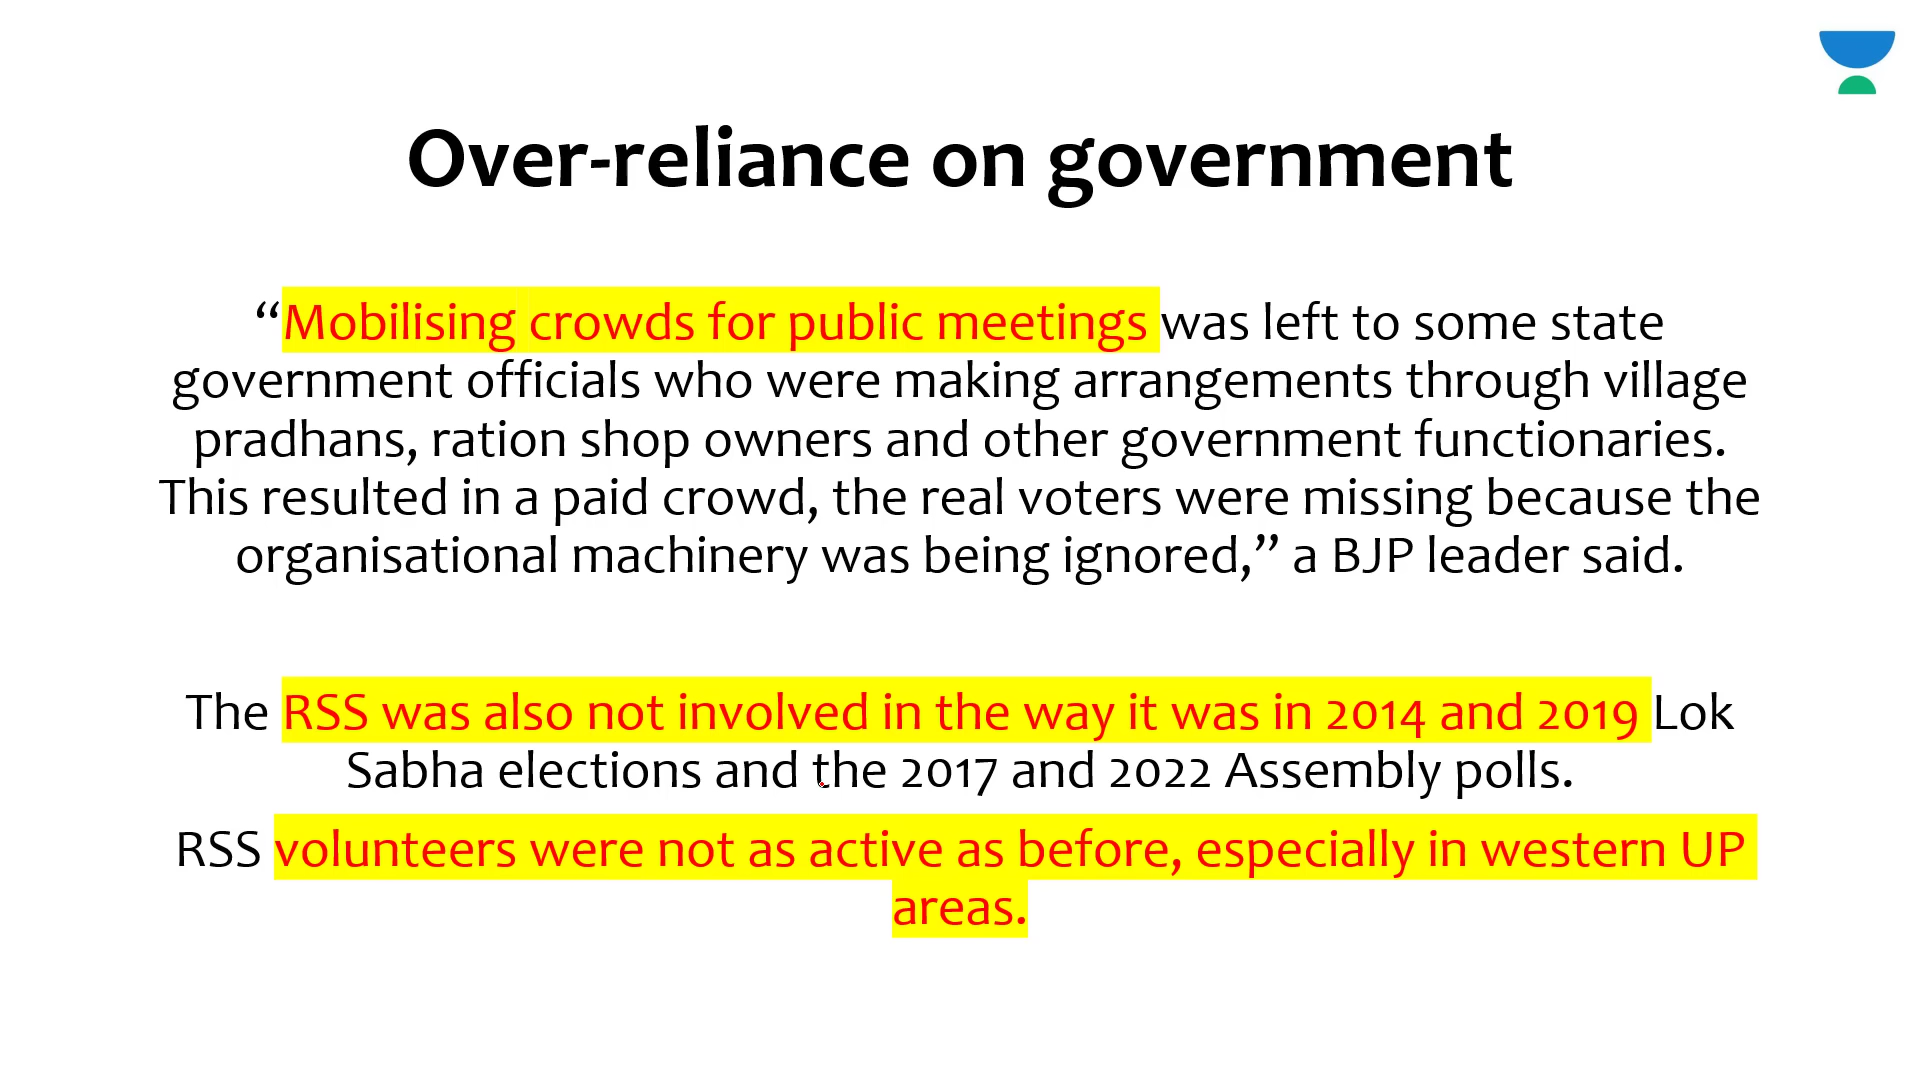 Over-reliance on government
“Mobilising crowds for public meetings was left to some state
government officials who were making arrangements through village
pradhans, ration shop owners and other government functionaries.
This resulted in a paid crowd, the real voters were missing because the
organisational machinery was being ignored,” a BJP leader said.
The RSS was also not involved in the way it was in 2014 and 2019 Lok
Sabha elections and the 2017 and 2022 Assembly polls.
RSS volunteers were not as active as before, especially in western UP
areas.